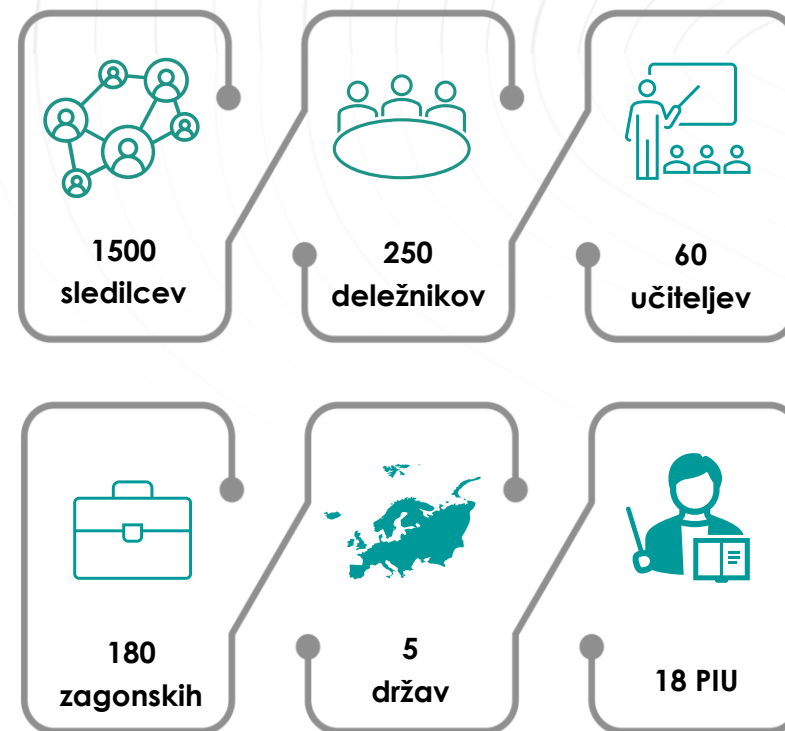 1500
sledilcev
250
deležnikov
60
učiteljev
180
zagonskih
5
držav
18 PIU